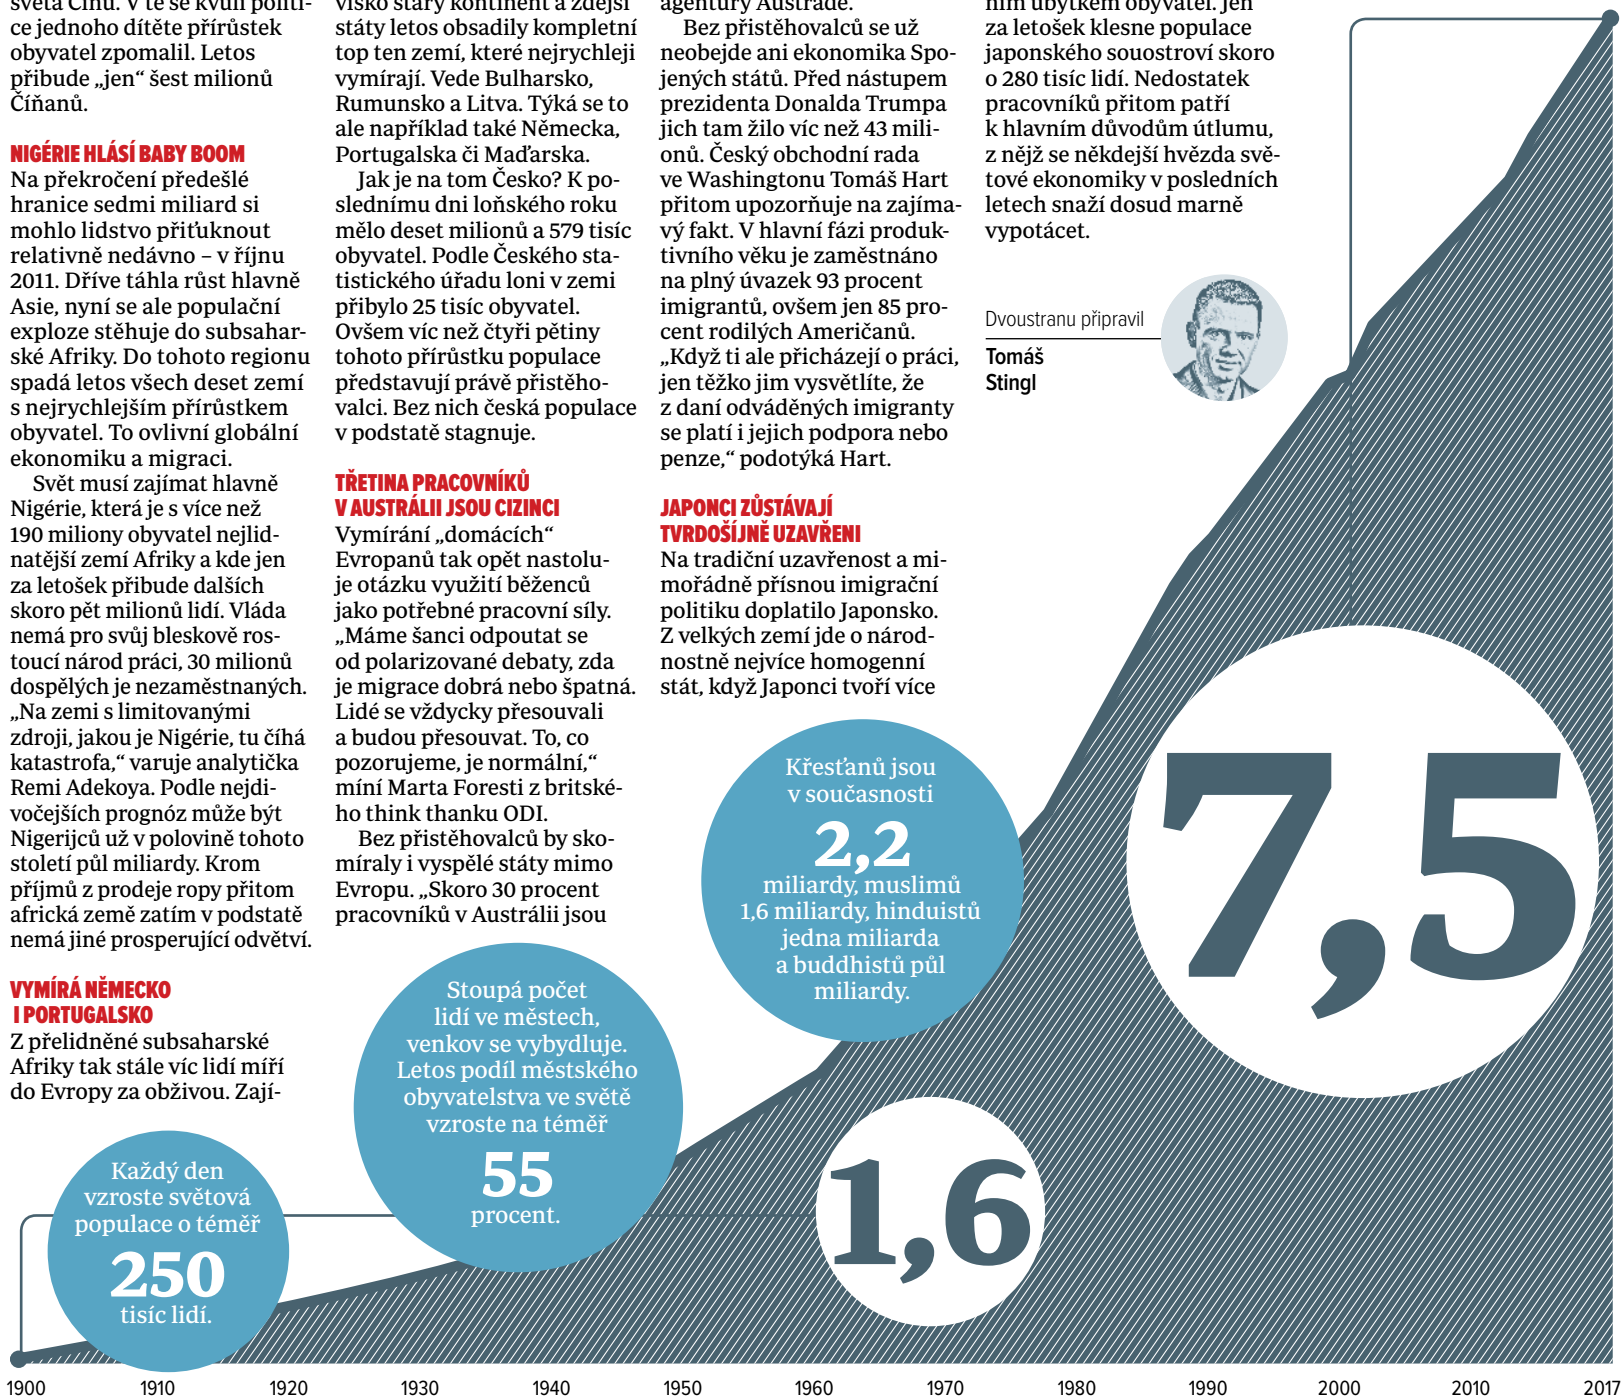 světa Čínu. V té se kvůli politi-
ce jednoho dítěte přírůstek
obyvatel zpomalil. Letos
přibude „jen“ šest milionů
Číňanů.
NIGÉRIE HLÁSÍ BABY BOOM
Na překročení předešlé
hranice sedmi miliard si
mohlo lidstvo přiťuknout
relativně nedávno – v říjnu
2011. Dříve táhla růst hlavně
Asie, nyní se ale populační
exploze stěhuje do subsahar-
ské Afriky. Do tohoto regionu
spadá letos všech deset zemí
s nejrychlejším přírůstkem
obyvatel. To ovlivní globální
ekonomiku a migraci.
Svět musí zajímat hlavně
Nigérie, která je s více než
190 miliony obyvatel nejlid-
natější zemí Afriky a kde jen
za letošek přibude dalších
skoro pět milionů lidí. Vláda
nemá pro svůj bleskově ros-
toucí národ práci, 30 milionů
dospělých je nezaměstnaných.
„Na zemi s limitovanými
zdroji, jakou je Nigérie, tu číhá
katastrofa,“ varuje analytička
Remi Adekoya. Podle nejdi-
vočejších prognóz může být
Nigerijců už v polovině tohoto
století půl miliardy. Krom
příjmů z prodeje ropy přitom
africká země zatím v podstatě
nemá jiné prosperující odvětví.
VYMÍRÁ NĚMECKO
I PORTUGALSKO
Z přelidněné subsaharské
Afriky tak stále víc lidí míří
do Evropy za obživou. Zají-
visko starý kontinent a zdejší
státy letos obsadily kompletní
top ten zemí, které nejrychleji
vymírají. Vede Bulharsko,
Rumunsko a Litva. Týká se to
ale například také Německa,
Portugalska či Maďarska.
Jak je na tom Česko? K po-
slednímu dni loňského roku
mělo deset milionů a 579 tisíc
obyvatel. Podle Českého sta-
tistického úřadu loni v zemi
přibylo 25 tisíc obyvatel.
Ovšem víc než čtyři pětiny
tohoto přírůstku populace
představují právě přistěho-
valci. Bez nich česká populace
v podstatě stagnuje.
TŘETINA PRACOVNÍKŮ
V AUSTRÁLII JSOU CIZINCI
Vymírání „domácích“
Evropanů tak opět nastolu-
je otázku využití běženců
jako potřebné pracovní síly.
„Máme šanci odpoutat se
od polarizované debaty, zda
je migrace dobrá nebo špatná.
Lidé se vždycky přesouvali
a budou přesouvat. To, co
pozorujeme, je normální,“
míní Marta Foresti z britské-
ho think thanku ODI.
Bez přistěhovalců by sko-
míraly i vyspělé státy mimo
Evropu. „Skoro 30 procent
pracovníků v Austrálii jsou
agentury Austrade.
Bez přistěhovalců se už
neobejde ani ekonomika Spo-
jených států. Před nástupem
prezidenta Donalda Trumpa
jich tam žilo víc než 43 mili-
onů. Český obchodní rada
ve Washingtonu Tomáš Hart
přitom upozorňuje na zajíma-
vý fakt. V hlavní fázi produk-
tivního věku je zaměstnáno
na plný úvazek 93 procent
imigrantů, ovšem jen 85 pro-
cent rodilých Američanů.
„Když ti ale přicházejí o práci,
jen těžko jim vysvětlíte, že
z daní odváděných imigranty
se platí i jejich podpora nebo
penze,“ podotýká Hart.
JAPONCI ZŮSTÁVAJÍ
TVRDOŠÍJNĚ UZAVŘENI
Na tradiční uzavřenost a mi-
mořádně přísnou imigrační
politiku doplatilo Japonsko.
Z velkých zemí jde o národ-
nostně nejvíce homogenní
stát, když Japonci tvoří více
ním úbytkem obyvatel. Jen
za letošek klesne populace
japonského souostroví skoro
o 280 tisíc lidí. Nedostatek
pracovníků přitom patří
k hlavním důvodům útlumu,
z nějž se někdejší hvězda svě-
tové ekonomiky v posledních
letech snaží dosud marně
vypotácet.
Dvoustranu připravil
Tomáš
Stingl
Každý den
vzroste světová
populace o téměř
250
tisíc lidí.
Stoupá počet
lidí ve městech,
venkov se vybydluje.
Letos podíl městského
obyvatelstva ve světě
vzroste na téměř
55
procent.
Křesťanů jsou
v současnosti
2,2
miliardy, muslimů
1,6 miliardy, hinduistů
jedna miliarda
a buddhistů půl
miliardy.
1,6
7,5
1900 1910 1920 1930 1940 1950 1960 1970 1980 1990 2000 2010 2017